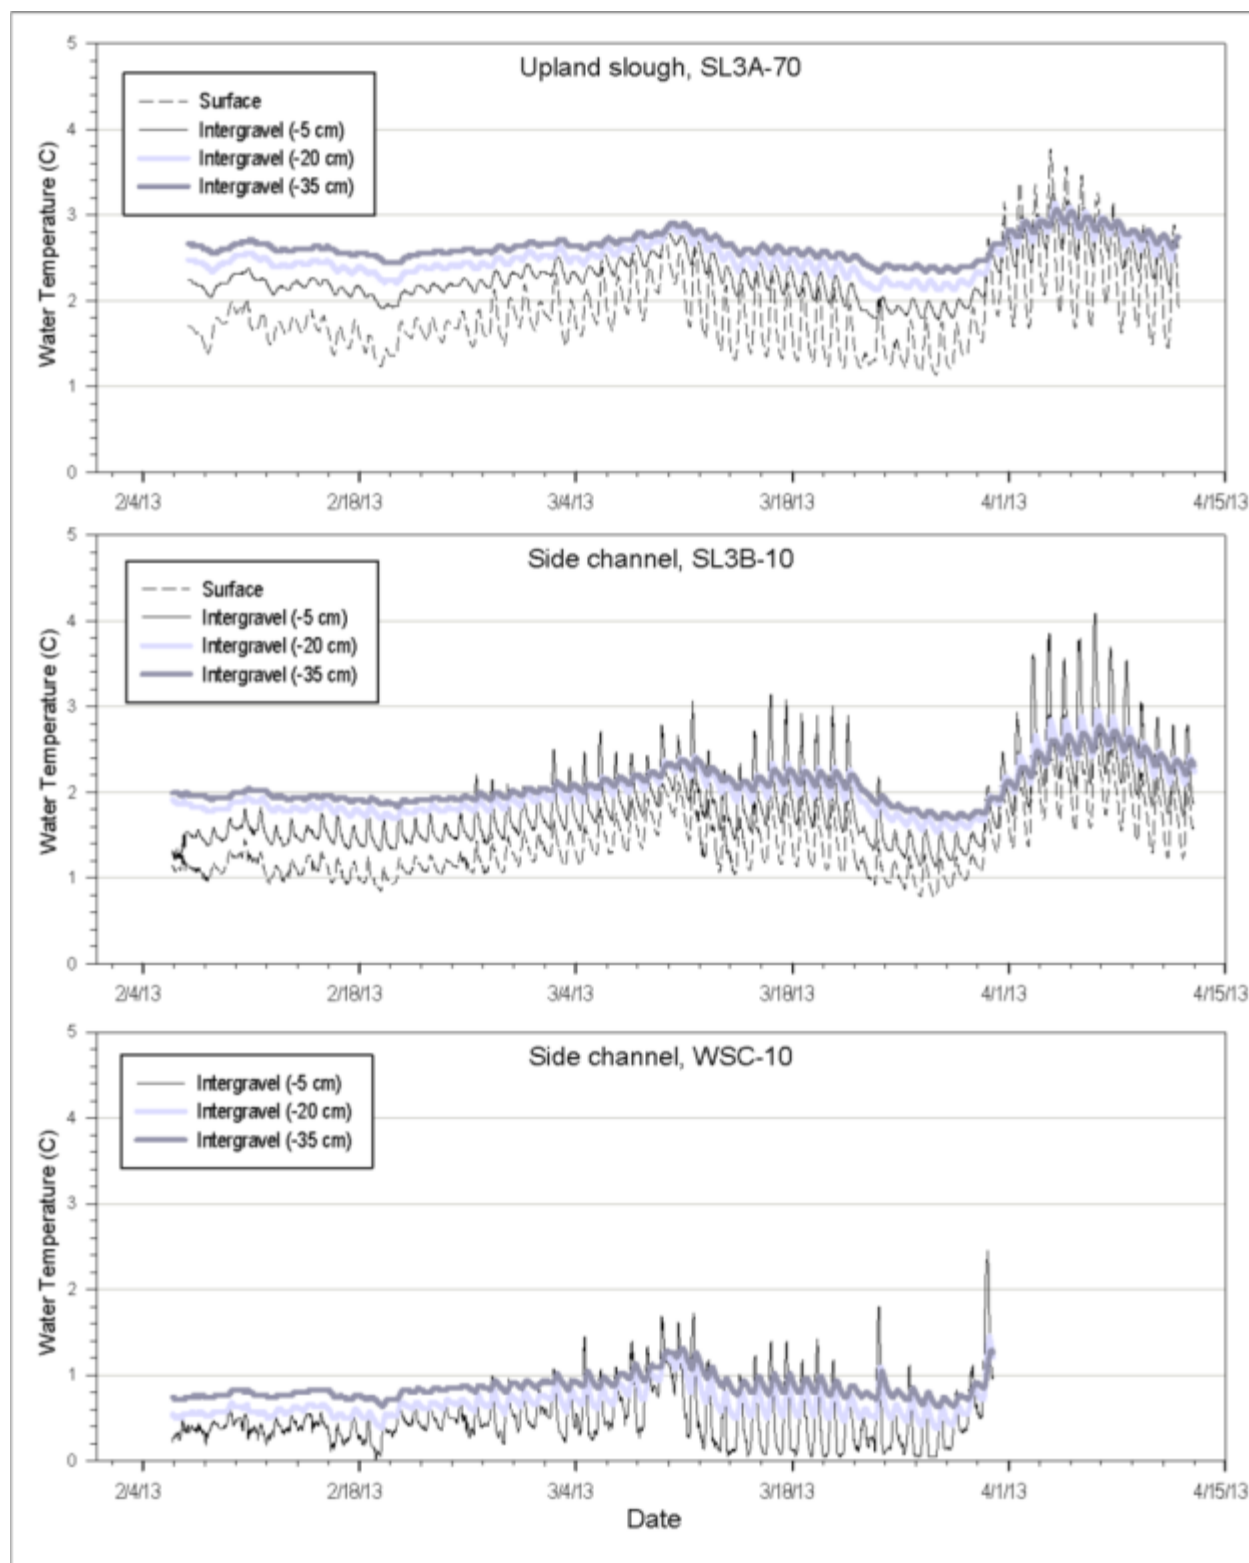 Upland slough, SL3A-70
Surface
Intergravel (-5 cm)
Intergravel (-20 cm)
Intergravel (-35 cm)
Water Temperature (C)
5
4
3
2
1
0
2/4/13 2/18/13 3/4/13 3/18/13 4/1/13 4/15/13
Side channel, SL3B-10
Surface
Intergravel (-5 cm)
Intergravel (-20 cm)
Intergravel (-35 cm)
Water Temperature (C)
5
4
3
2
1
0
2/4/13 2/18/13 3/4/13 3/18/13 4/1/13 4/15/13
Side channel, WSC-10
Intergravel (-5 cm)
Intergravel (-20 cm)
Intergravel (-35 cm)
Water Temperature (C)
5
4
3
2
1
0
2/4/13 2/18/13 3/4/13 3/18/13 4/1/13 4/15/13
Date